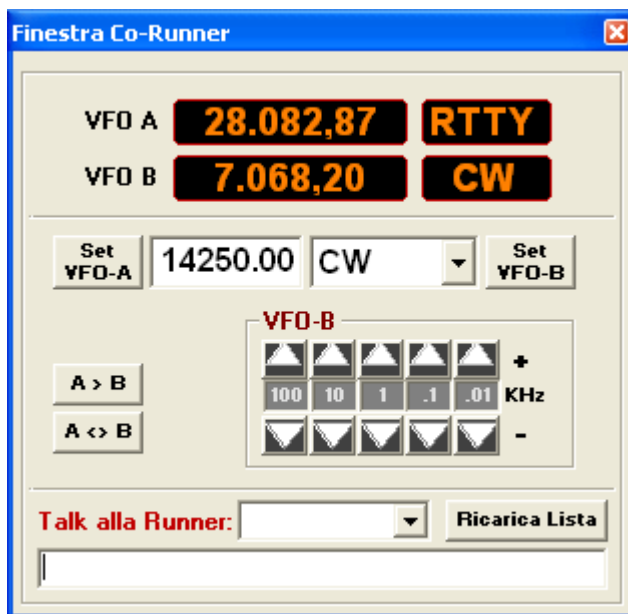 Finestra Co-Runner
VFO A 28.082,87 RTTY
VFO B 7.068,20 CW
Set VFO-A 14250.00 CW Set VFO-B
VFO-B
+
A > B 100 10 1 .1 .01 KHz
A <> B -
Talk alla Runner: Ricarica Lista